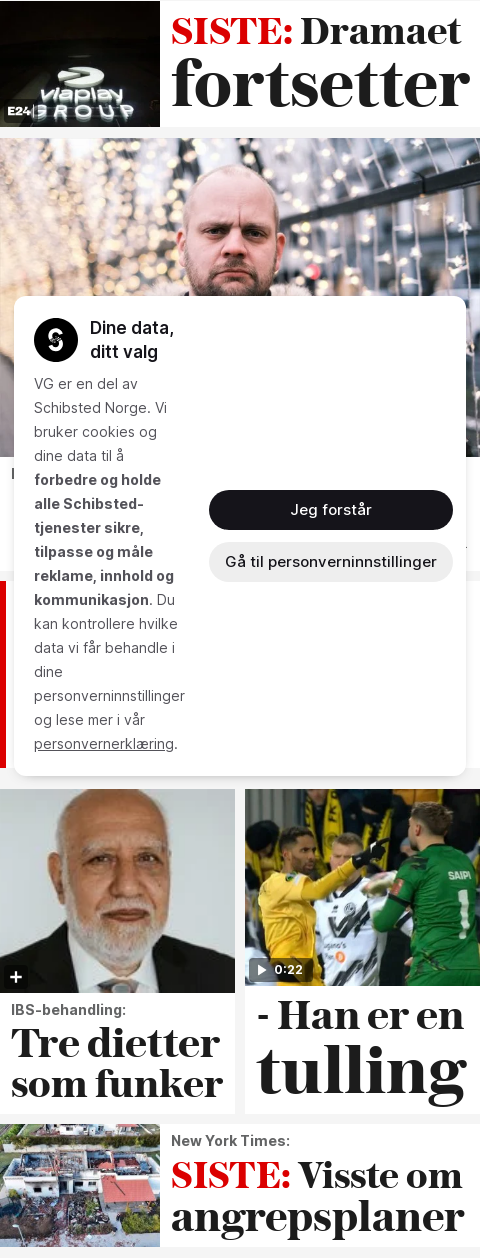 SISTE: Dramaet
fortsetter
viaplay
GROUP
E24
Dine data,
ditt valg
VG er en del av
Schibsted Norge. Vi
bruker cookies og
dine data til å
forbedre og holde
alle Schibsted-
tjenester sikre,
tilpasse og måle
reklame, innhold og
kommunikasjon. Du
kan kontrollere hvilke
data vi får behandle i
dine
personverninnstillinger
og lese mer i vår
personvernerklæring.
Jeg forstår
Gå til personverninnstillinger
IBS-behandling:
Tre dietter
som funker
SAIPI
1
0:22
- Han er en
tulling
New York Times:
SISTE: Visste om
angrepsplaner